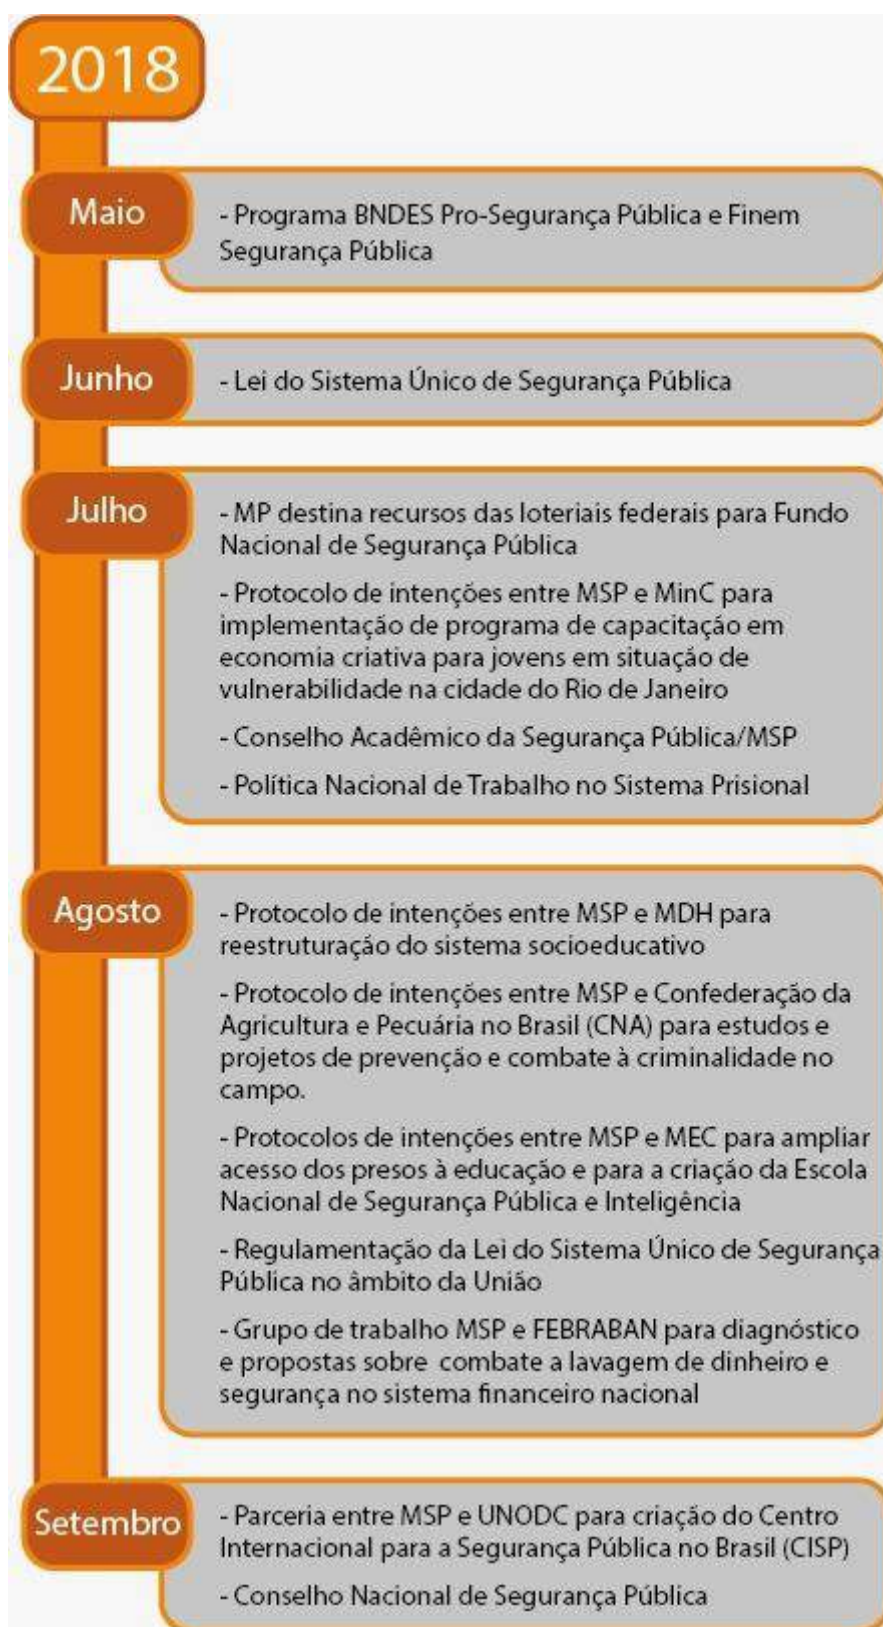 2018
Maio
- Programa BNDES Pro-Segurança Pública e Finem
Segurança Pública
Junho
- Lei do Sistema Único de Segurança Pública
Julho
- MP destina recursos das loteriais federais para Fundo
Nacional de Segurança Pública
- Protocolo de intenções entre MSP e MinC para
implementação de programa de capacitação em
economia criativa para jovens em situação de
vulnerabilidade na cidade do Rio de Janeiro
- Conselho Acadêmico da Segurança Pública/MSP
- Política Nacional de Trabalho no Sistema Prisional
Agosto
- Protocolo de intenções entre MSP e MDH para
reestruturação do sistema socioeducativo
- Protocolo de intenções entre MSP e Confederação da
Agricultura e Pecuária no Brasil (CNA) para estudos e
projetos de prevenção e combate à criminalidade no
campo.
- Protocolos de intenções entre MSP e MEC para ampliar
acesso dos presos à educação e para a criação da Escola
Nacional de Segurança Pública e Inteligência
- Regulamentação da Lei do Sistema Único de Segurança
Pública no âmbito da União
- Grupo de trabalho MSP e FEBRABAN para diagnóstico
e propostas sobre combate a lavagem de dinheiro e
segurança no sistema financeiro nacional
Setembro
- Parceria entre MSP e UNODC para criação do Centro
Internacional para a Segurança Pública no Brasil (CISP)
- Conselho Nacional de Segurança Pública